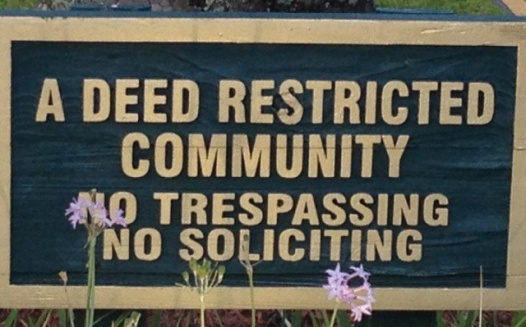 A DEED RESTRICTED
COMMUNITY
NO TRESPASSING
NO SOLICITING